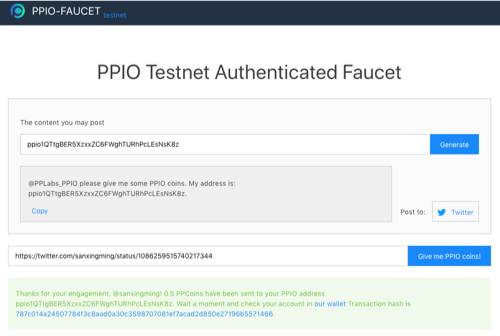 PPIO-FAUCET testnet
PPIO Testnet Authenticated Faucet
The content you may post
ppio1QTtgBER5XzxxZC6FWghTURhPcLEsNsK8z
Generate
@PPLabs_PPIO please give me some PPIO coins. My address is:
ppio1QTtgBER5XzxxZC6FWghTURhPcLEsNsK8z.
Copy
Post to:
Twitter
https://twitter.com/sanxingming/status/1086259515740217344
Give me PPIO coins!
Thanks for your engagement, @sanxingming! 0.5 PPCoins have been sent to your PPIO address
ppio1QTtgBER5XzxxZC6FWghTURhPcLEsNsK8z. Wait a moment and check your account in our wallet Transaction hash is
787c014a24507784f3c8aad0a30c3598707081ef7acad2d850e27196b5571466.